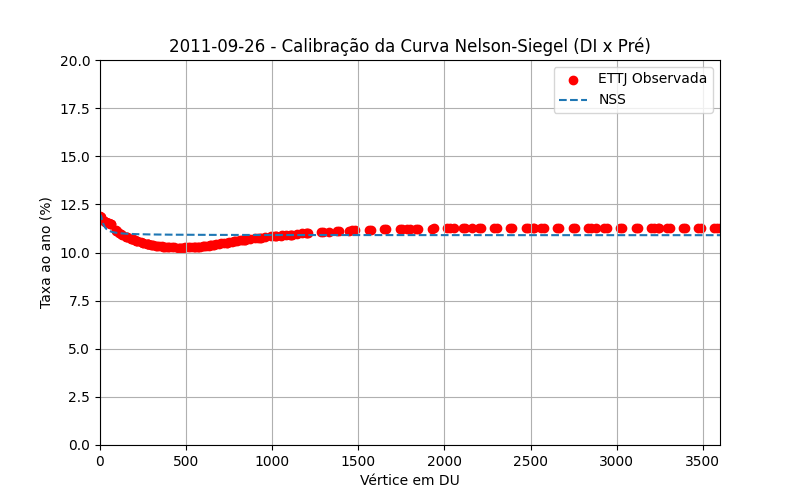 2011-09-26 - Calibração da Curva Nelson-Siegel (DI x Pré)
ETTJ Observada
NSS
Taxa ao ano (%)
20.0
17.5
15.0
12.5
10.0
7.5
5.0
2.5
0.0
0 500 1000 1500 2000 2500 3000 3500
Vértice em DU